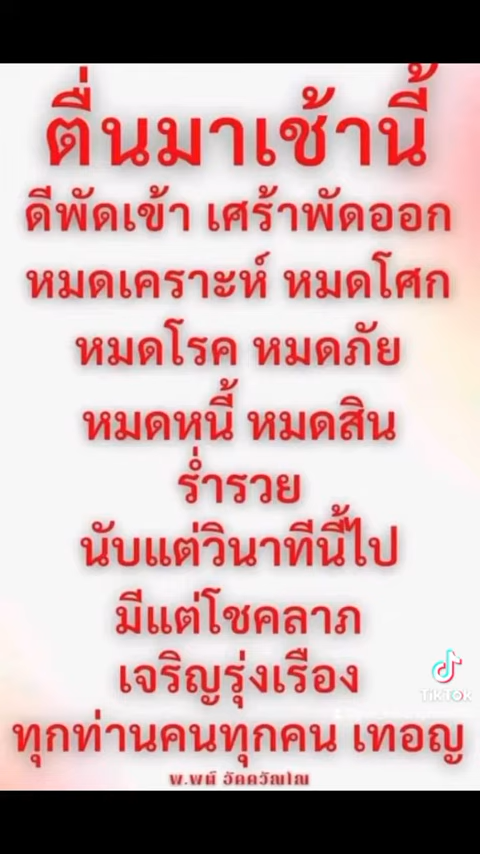 ตื่นมาเช้านี้
ดีพัดเข้า เศร้าพัดออก
หมดเคราะห์ หมดโศก
หมดโรค หมดภัย
หมดหนี้ หมดสิน
ร่ำรวย
นับแต่วินาทีนี้ไป
มีแต่โชคลาภ
เจริญรุ่งเรือง
TikTok
ทุกท่านคนทุกคน เทอญ